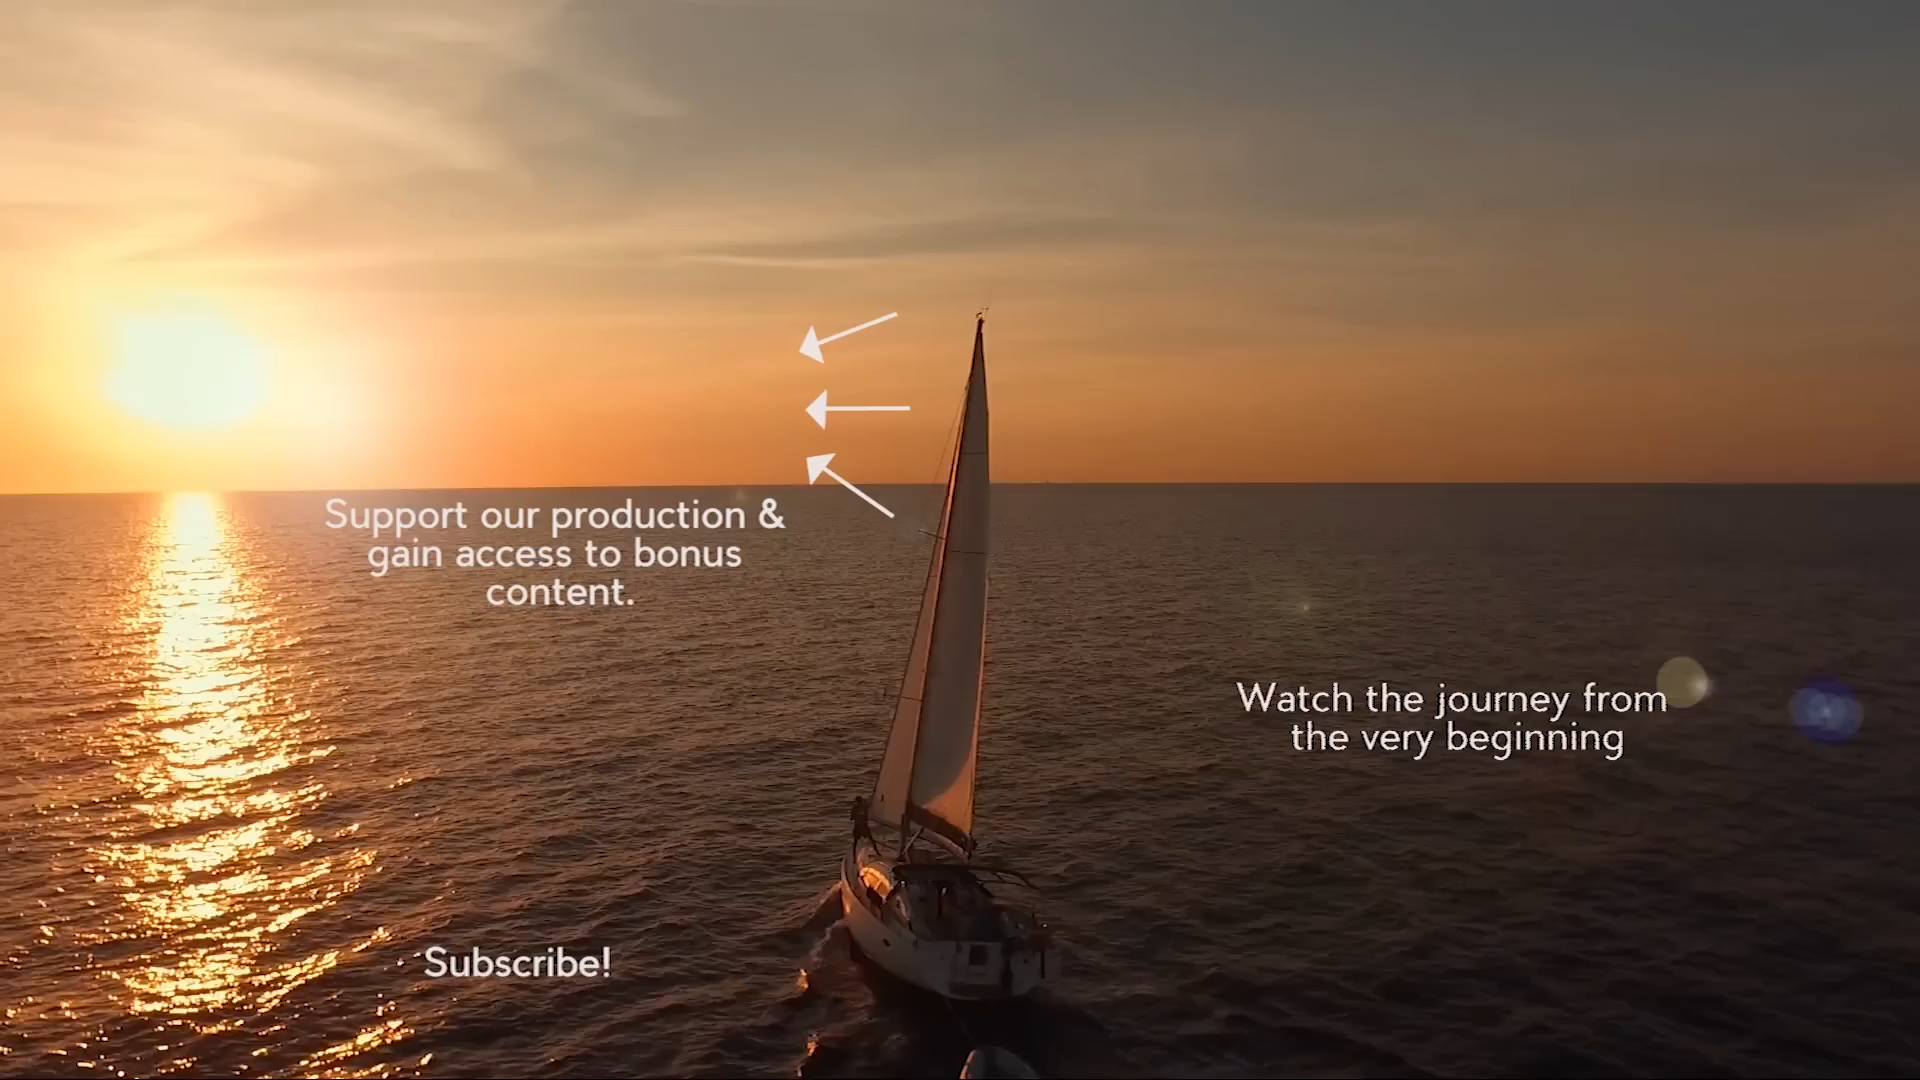 Support our production &
gain access to bonus
content.
Watch the journey from
the very beginning
Subscribe!